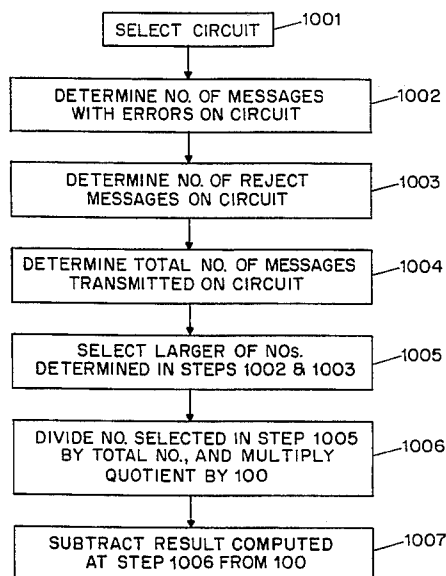 SELECT CIRCUIT
1001
DETERMINE NO. OF MESSAGES
WITH ERRORS ON CIRCUIT
1002
DETERMINE NO. OF REJECT
MESSAGES ON CIRCUIT
1003
DETERMINE TOTAL NO. OF MESSAGES
TRANSMITTED ON CIRCUIT
1004
SELECT LARGER OF NOs.
DETERMINED IN STEPS 1002 & 1003
1005
DIVIDE NO. SELECTED IN STEP 1005
BY TOTAL NO., AND MULTIPLY
QUOTIENT BY 100
1006
SUBTRACT RESULT COMPUTED
AT STEP 1006 FROM 100
1007